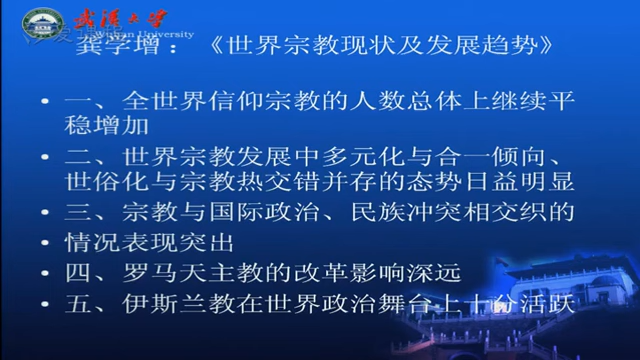 武汉大学
Wuhan University
龚学增：《世界宗教现状及发展趋势》
• 一、全世界信仰宗教的人数总体上继续平
稳增加
• 二、世界宗教发展中多元化与合一倾向、
世俗化与宗教热交错并存的态势日益明显
• 三、宗教与国际政治、民族冲突相交织的
• 情况表现突出
• 四、罗马天主教的改革影响深远
• 五、伊斯兰教在世界政治舞台上十分活跃